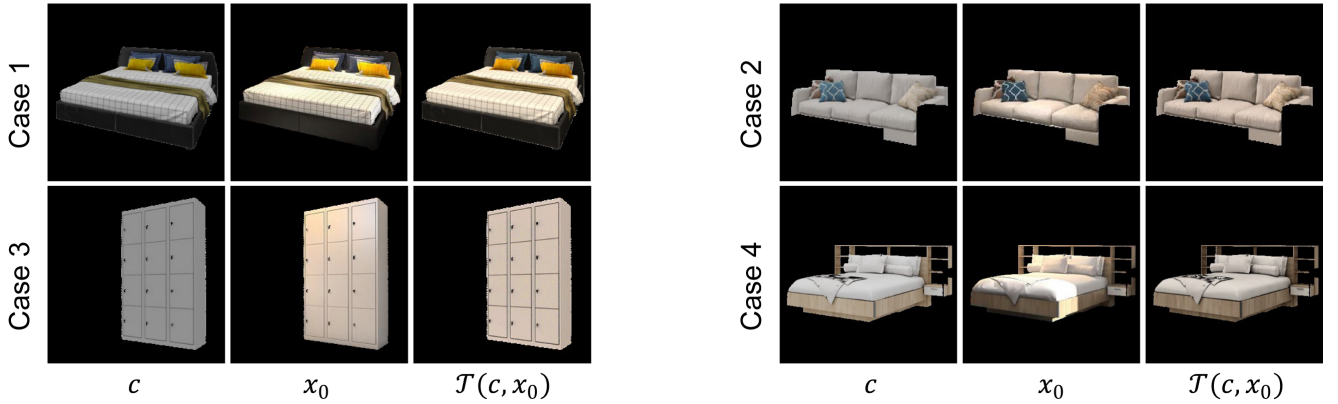 Case 1
Case 2
Case 3
Case 4
c
x₀
𝒯(c, x₀)
c
x₀
𝒯(c, x₀)